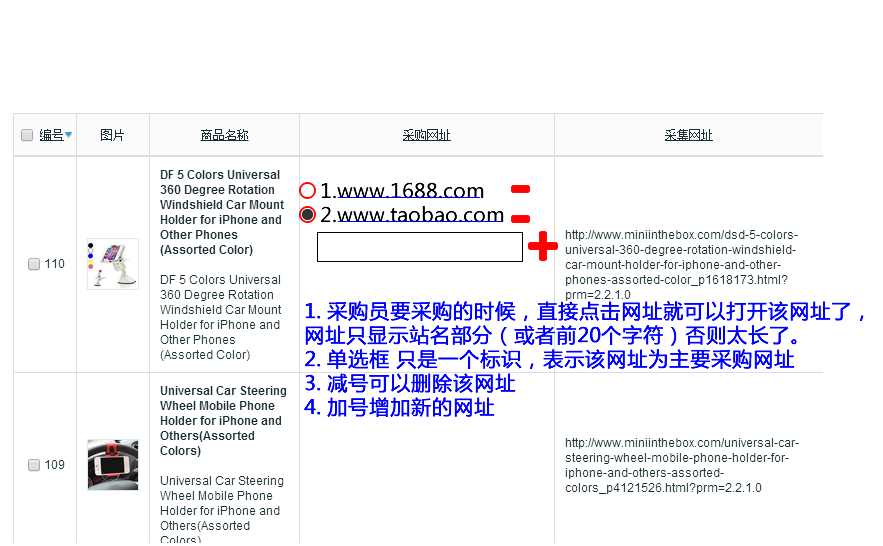 编号 图片 商品名称 采购网址 采集网址
110
DF 5 Colors Universal
360 Degree Rotation
Windshield Car Mount
Holder for iPhone and
Other Phones
(Assorted Color)
DF 5 Colors Universal
360 Degree Rotation
Windshield Car Mount
Holder for iPhone and
Other Phones
(Assorted Color)
1.www.1688.com
2.www.taobao.com
http://www.miniinthebox.com/dsd-5-colors-
universal-360-degree-rotation-windshield-
car-mount-holder-for-iphone-and-other-
phones-assorted-color_p1618173.html?
prm=2.2.1.0
1. 采购员要采购的时候，直接点击网址就可以打开该网址了，
网址只显示站名部分（或者前20个字符）否则太长了。
2. 单选框 只是一个标识，表示该网址为主要采购网址
3. 减号可以删除该网址
4. 加号增加新的网址
109
Universal Car Steering
Wheel Mobile Phone
Holder for iPhone and
Others(Assorted
Colors)
Universal Car Steering
Wheel Mobile Phone
Holder for iPhone and
Others(Assorted
Colors)
http://www.miniinthebox.com/universal-car-
steering-wheel-mobile-phone-holder-for-
iphone-and-others-assorted-
colors_p4121526.html?prm=2.2.1.0